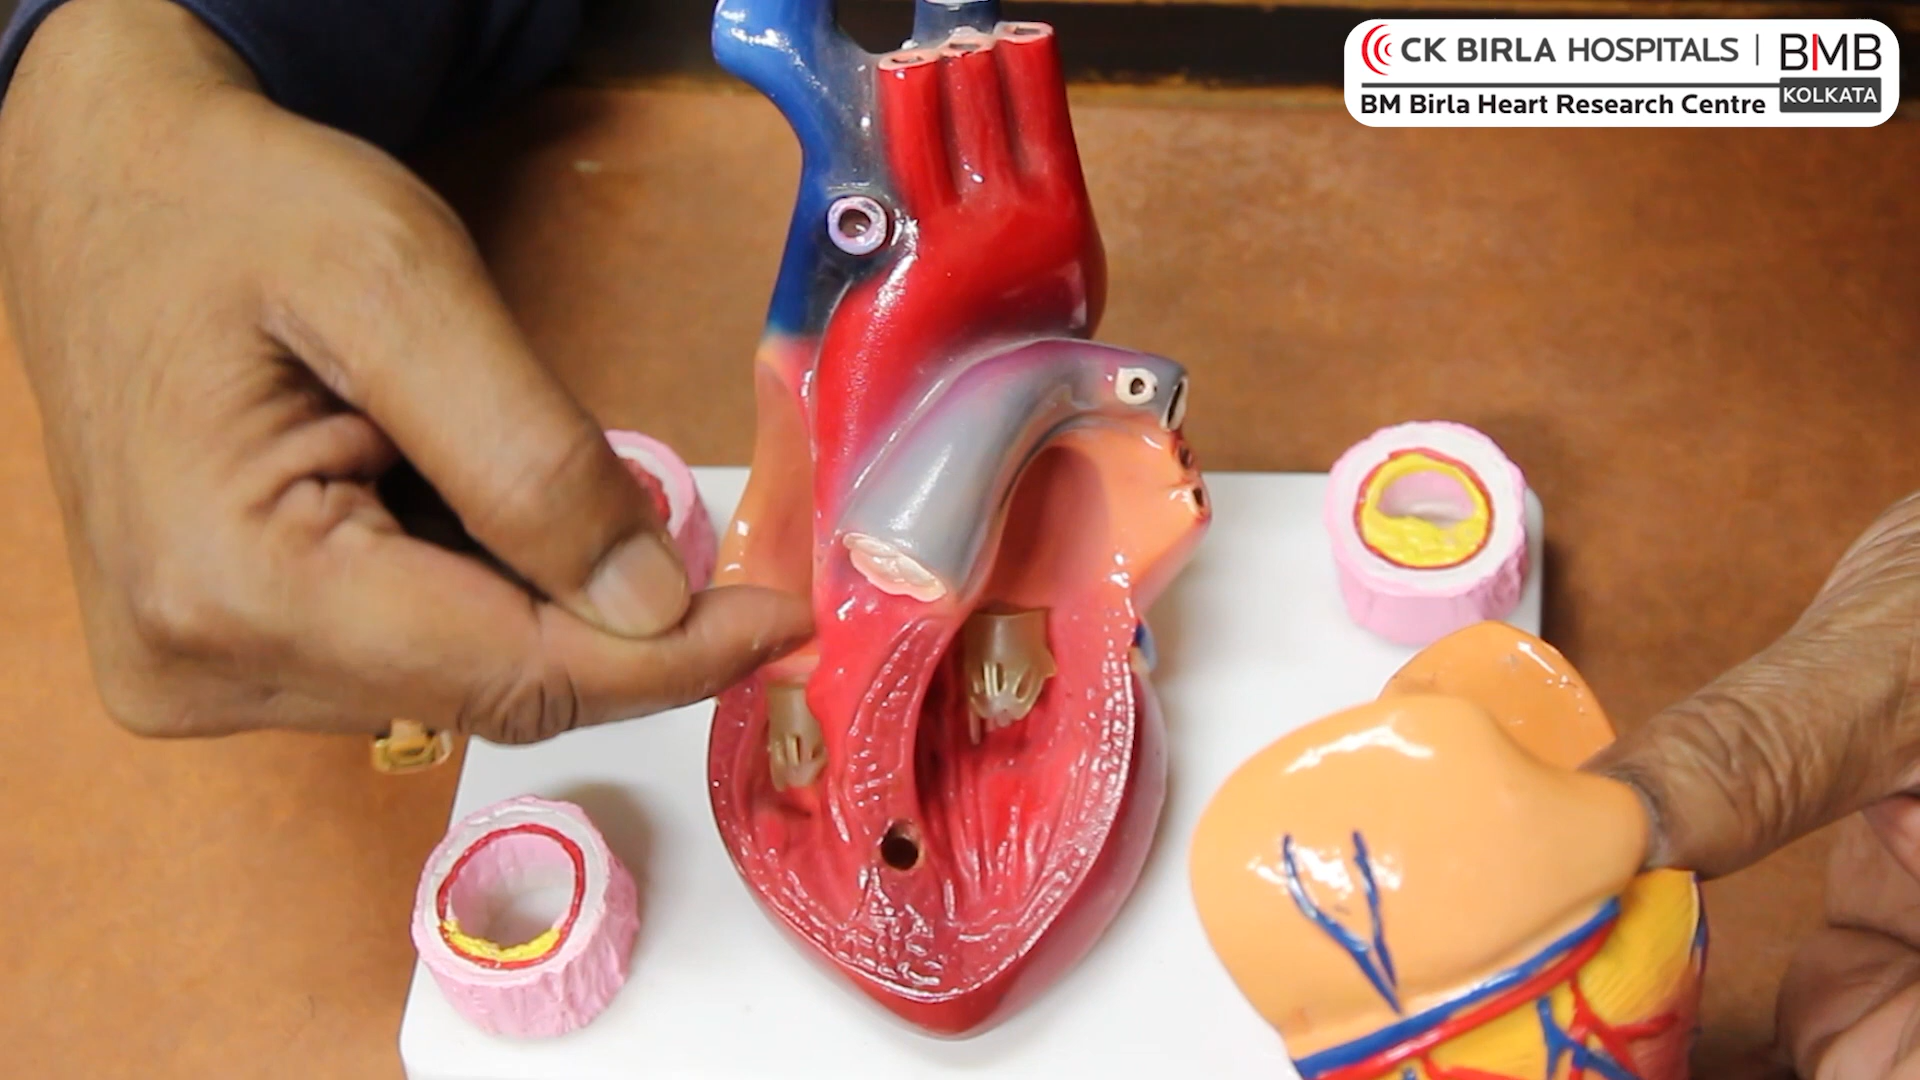 CK BIRLA HOSPITALS | BMB
BM Birla Heart Research Centre KOLKATA